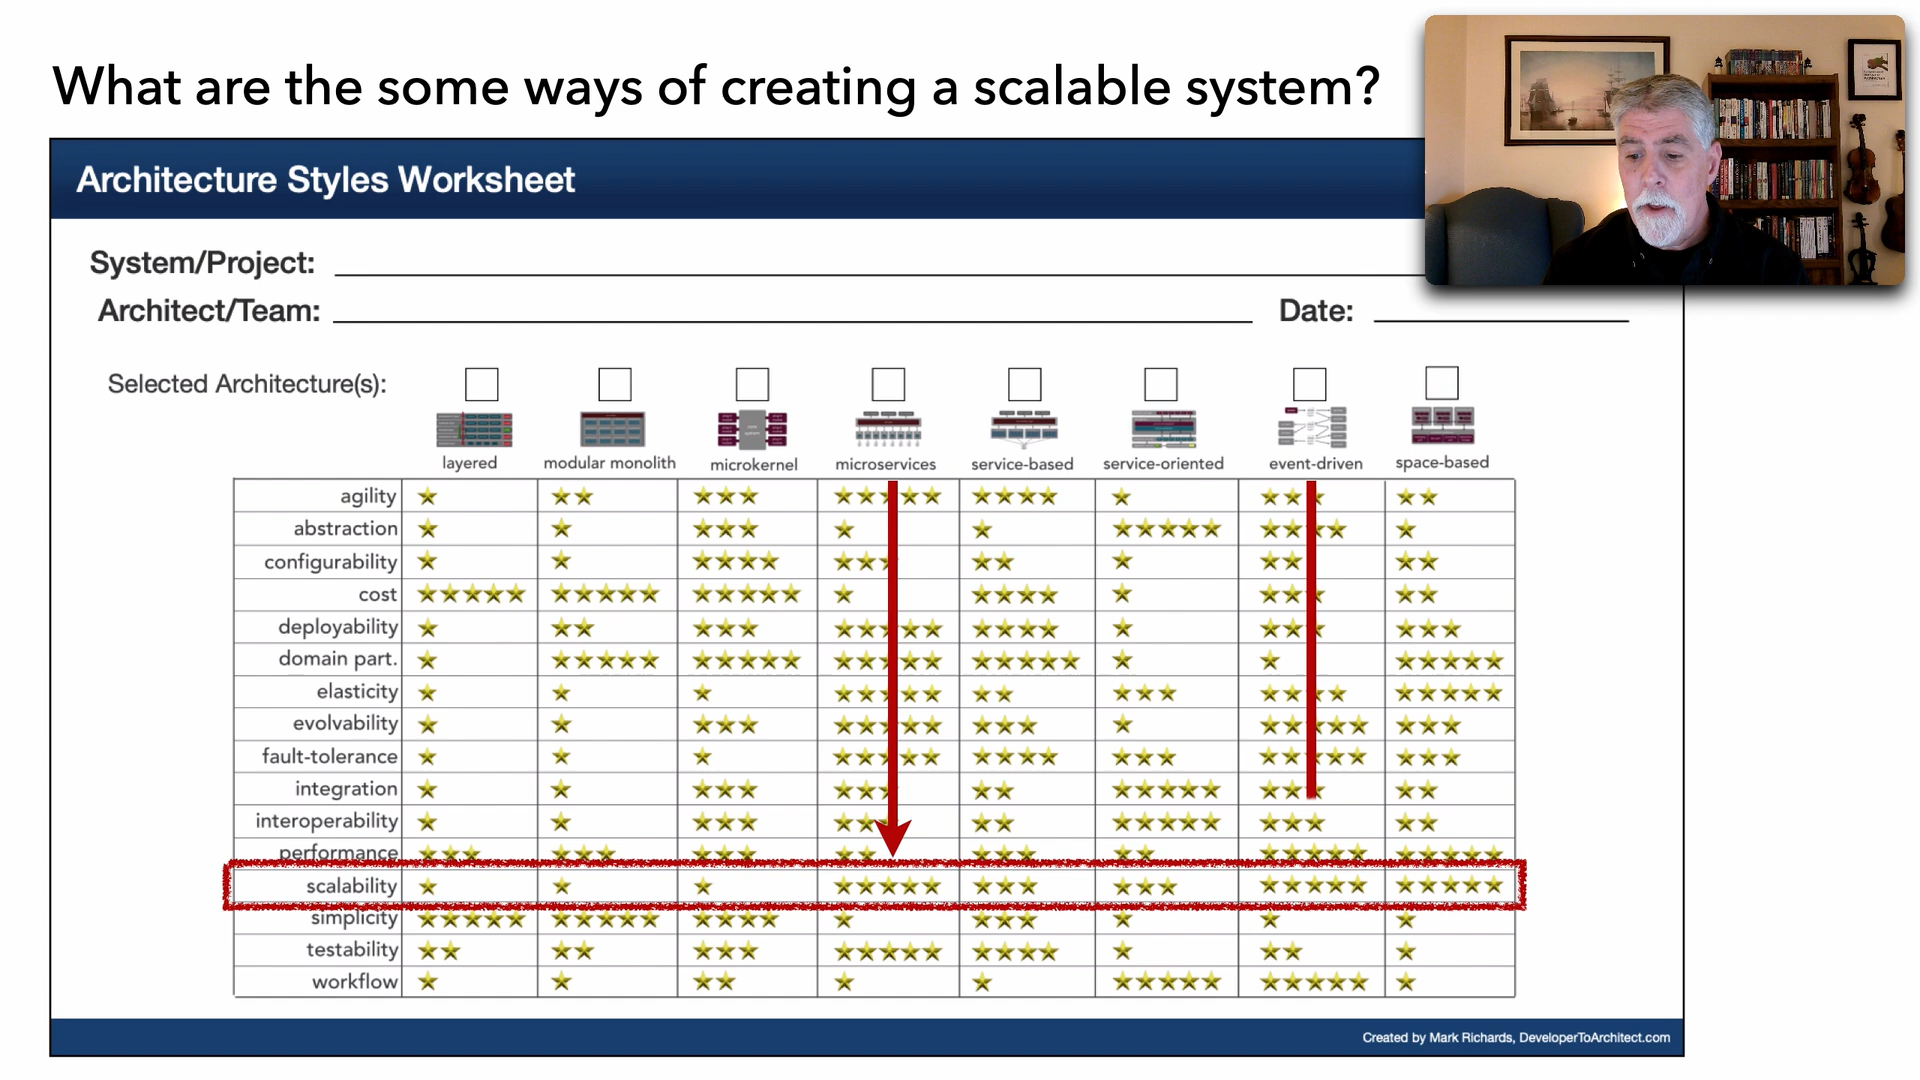 What are the some ways of creating a scalable system?
Architecture Styles Worksheet
System/Project:
Architect/Team:
Date:
Selected Architecture(s):
layered modular monolith microkernel microservices service-based service-oriented event-driven space-based
agility
abstraction
configurability
cost
deployability
domain part.
elasticity
evolvability
fault-tolerance
integration
interoperability
performance
scalability
simplicity
testability
workflow
Created by Mark Richards, DeveloperToArchitect.com